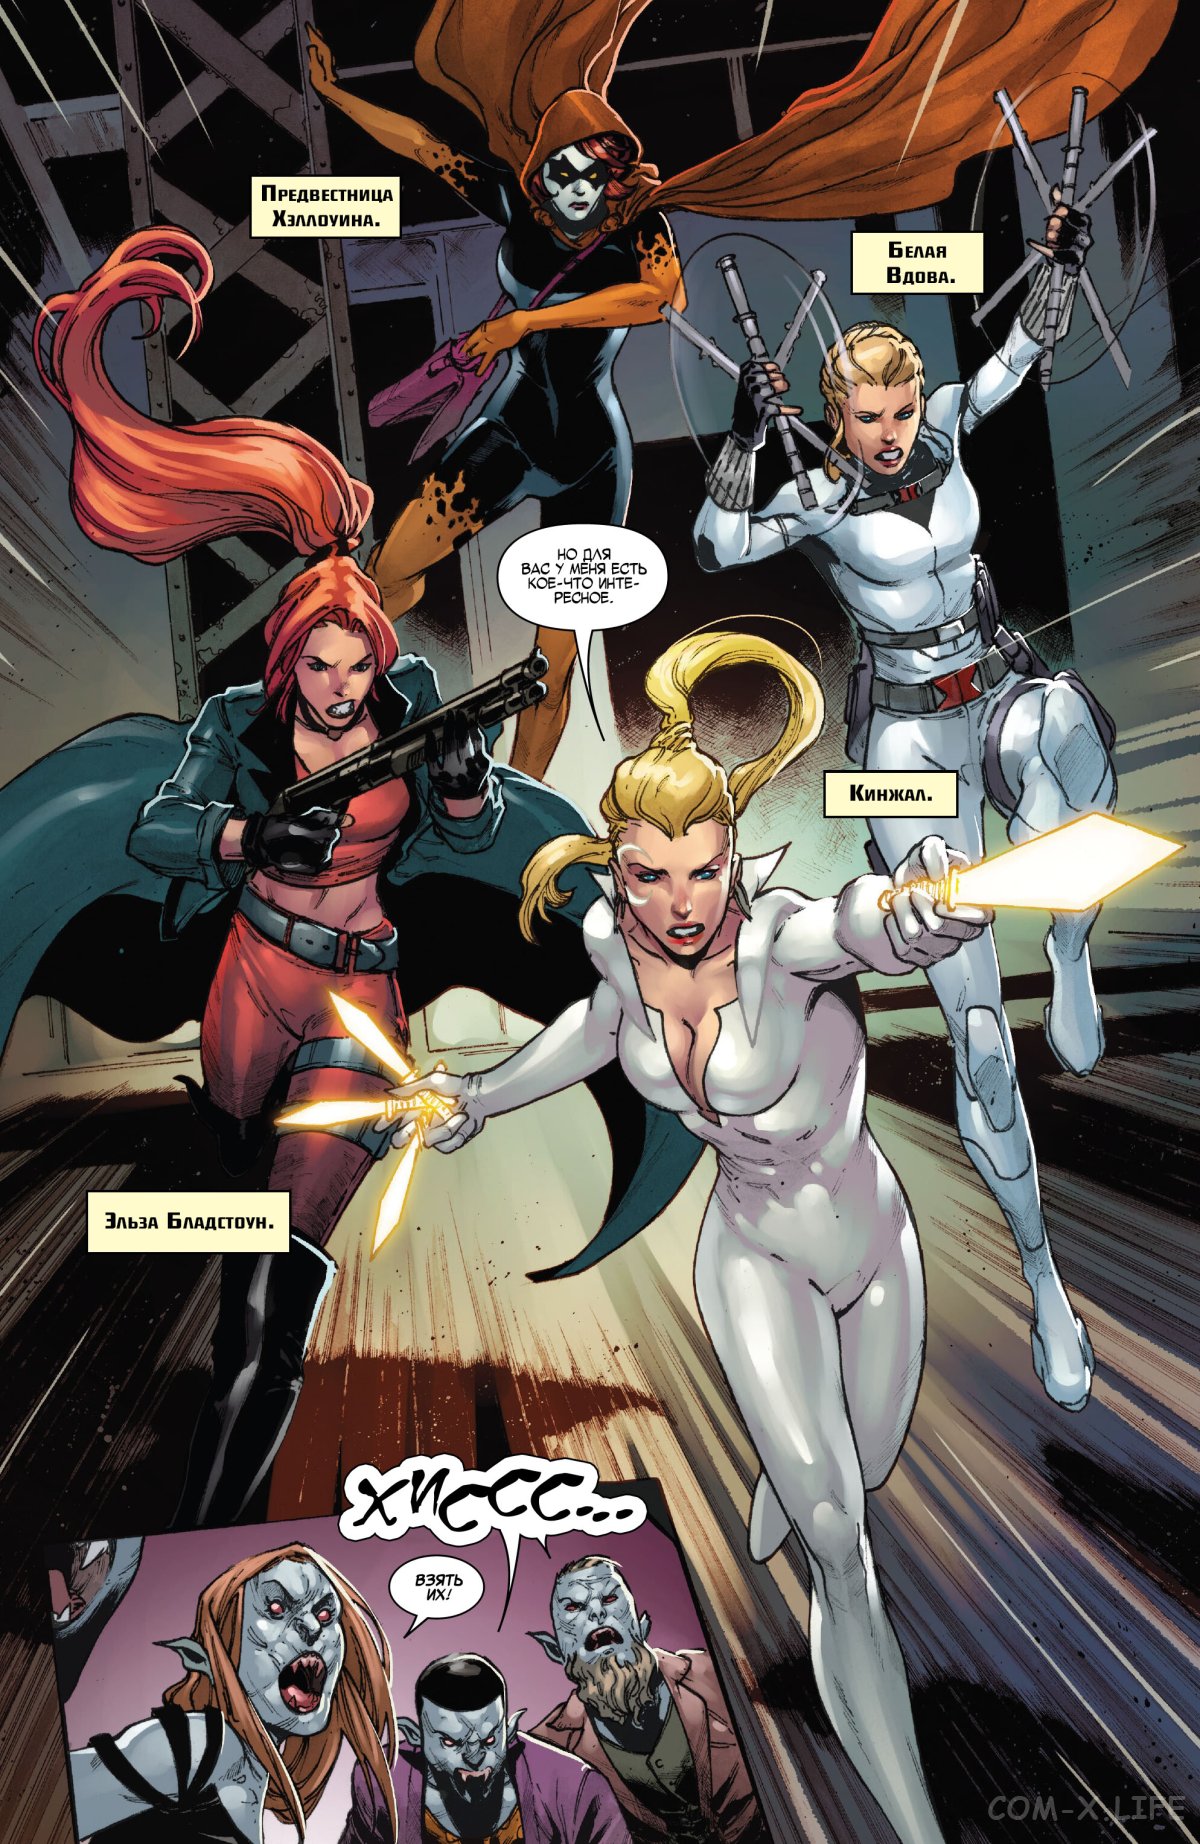 Предвестница
Хэллоуина.
Белая
Вдова.
НО ДЛЯ
ВАС У МЕНЯ ЕСТЬ
КОЕ-ЧТО ИНТЕ-
РЕСНОЕ.
Кинжал.
Эльза Бладстоун.
ХИССС...
ВЗЯТЬ
ИХ!
COM-X.LIFE